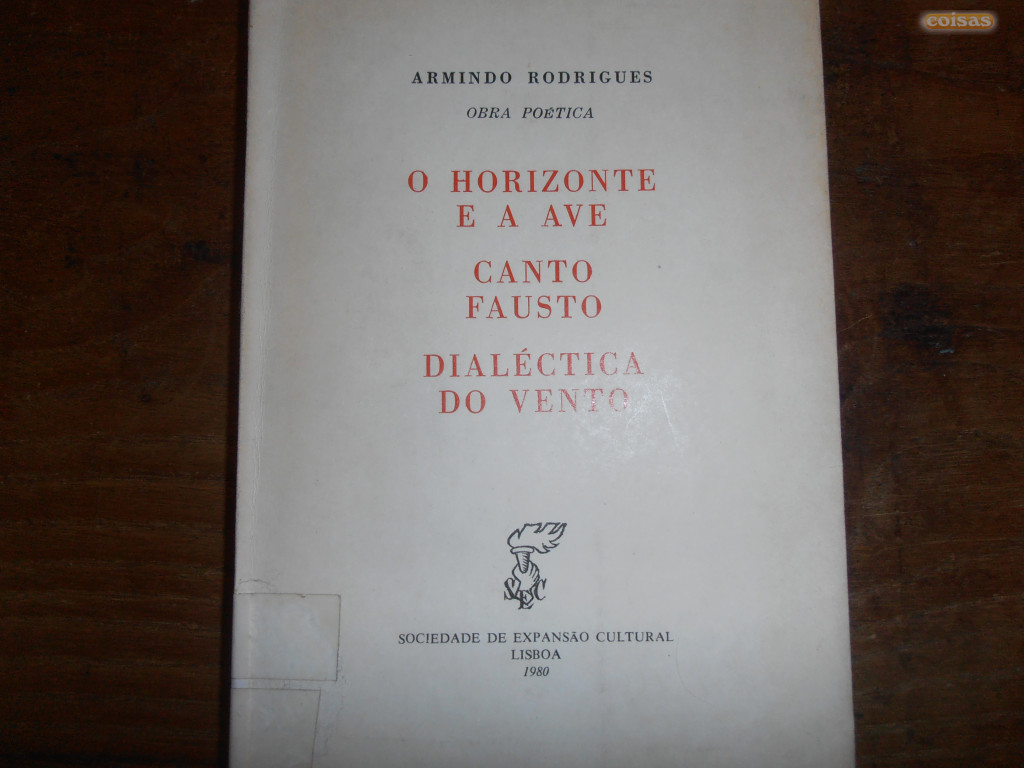 coisas
ARMINDO RODRIGUES
OBRA POÉTICA
O HORIZONTE
E A AVE
CANTO
FAUSTO
DIALÉCTICA
DO VENTO
SEC
SOCIEDADE DE EXPANSÃO CULTURAL
LISBOA
1980